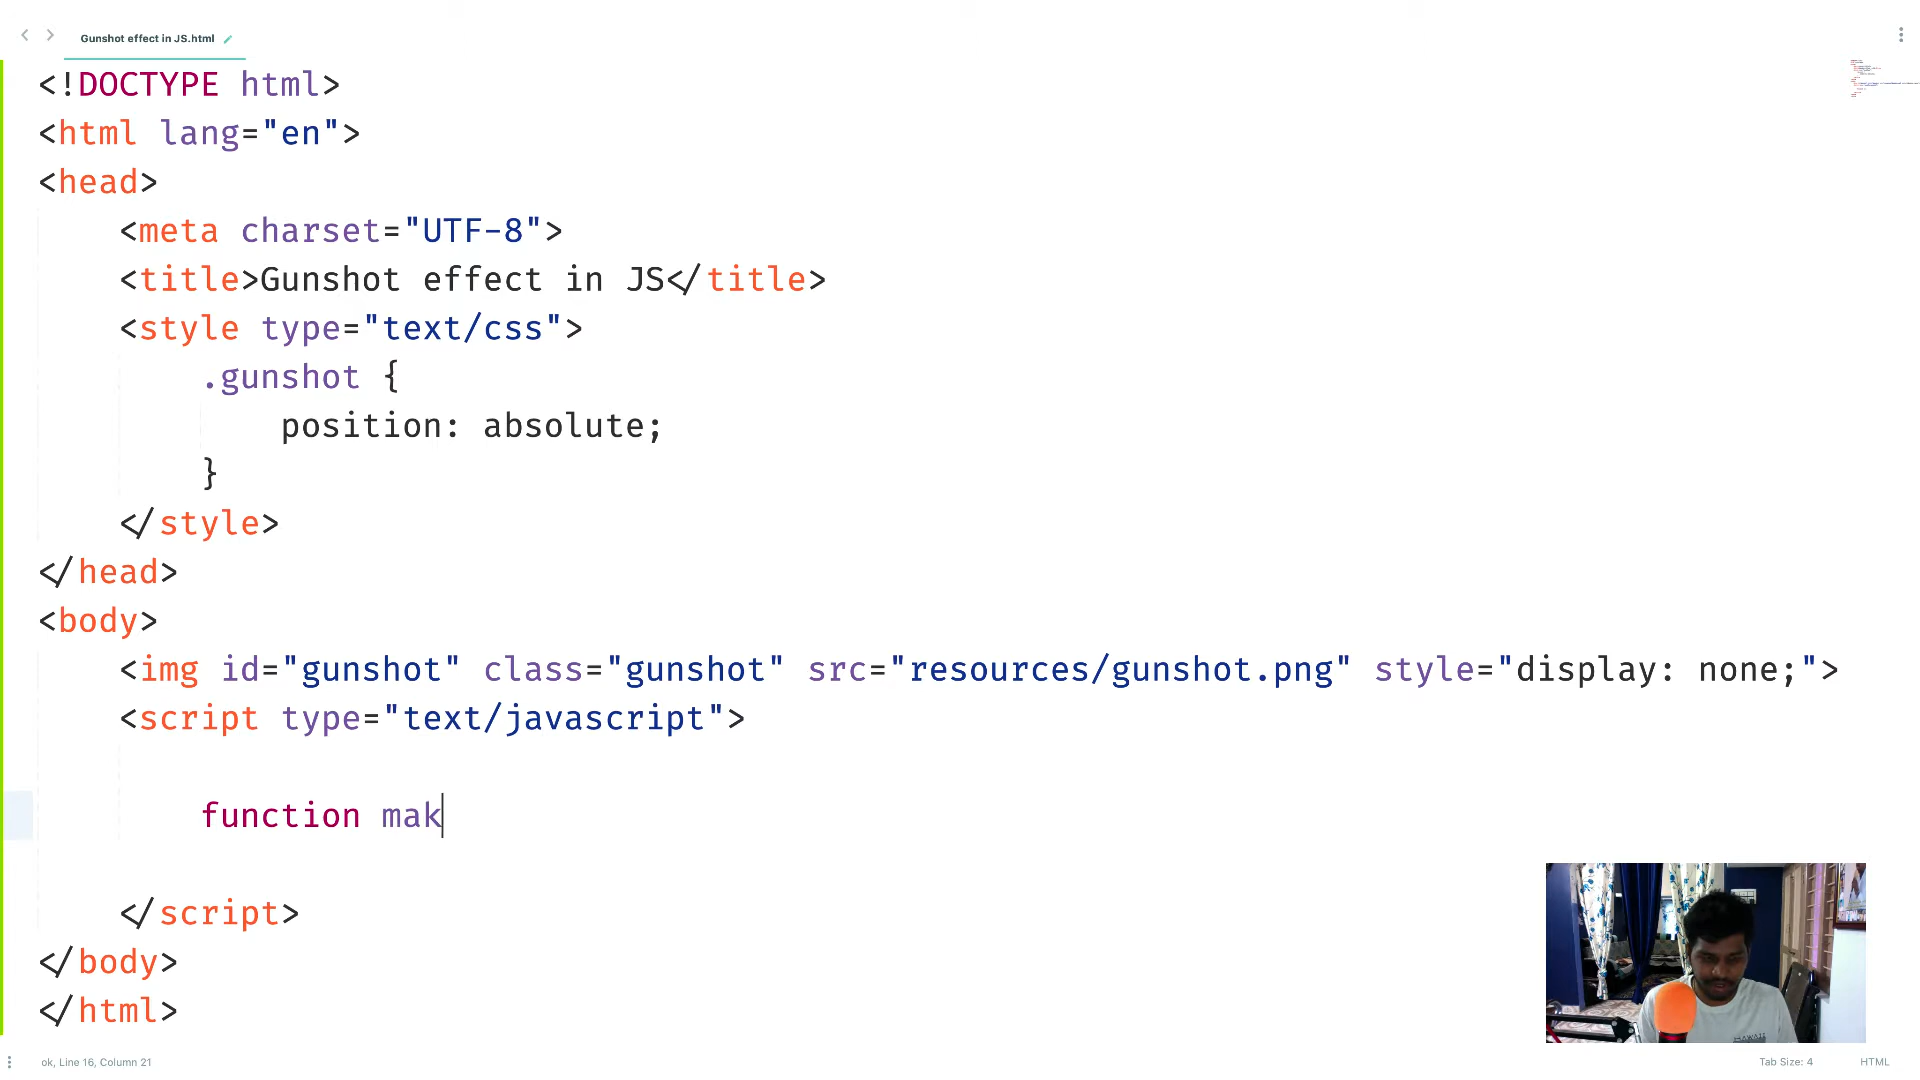 Gunshot effect in JS.html
<!DOCTYPE html>
<html lang="en">
<head>
<meta charset="UTF-8">
<title>Gunshot effect in JS</title>
<style type="text/css">
.gunshot {
position: absolute;
}
</style>
</head>
<body>
<img id="gunshot" class="gunshot" src="resources/gunshot.png" style="display: none;">
<script type="text/javascript">
function mak
</script>
</body>
</html>
ok, Line 16, Column 21
Tab Size: 4
HTML